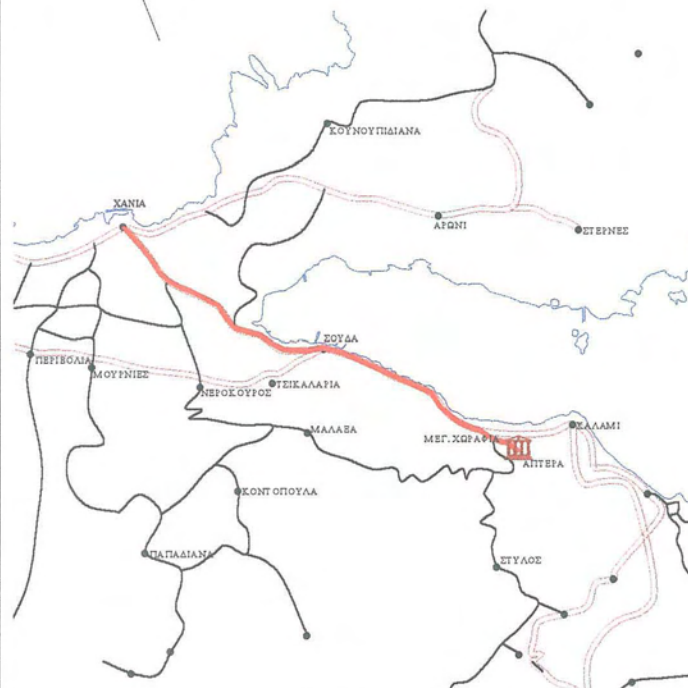 ΚΟΥΝΟΥΠΙΔΙΑΝΑ
ΧΑΝΙΑ
ΑΡΩΝΙ
ΣΤΕΡΝΕΣ
ΣΟΥΔΑ
ΠΕΡΙΒΟΛΙΑ
ΜΟΥΡΝΙΕΣ
ΤΣΙΚΑΛΑΡΙΑ
ΝΕΡΟΚΟΥΡΟΣ
ΜΑΛΑΞΑ
ΚΑΛΑΜΙ
ΜΕΓ. ΧΩΡΑΦΙΑ
ΑΠΤΕΡΑ
ΚΟΝΤΟΠΟΥΛΑ
ΠΑΠΑΔΙΑΝΑ
ΣΤΥΛΟΣ